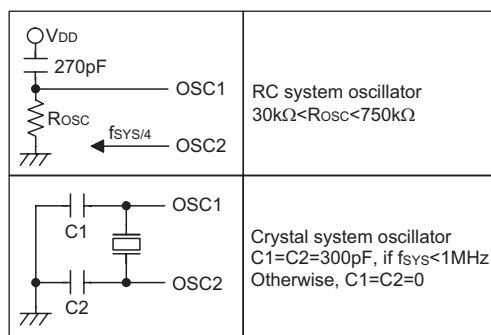 VDD
270pF
OSC1
ROSC
fSYS/4
OSC2
RC system oscillator
30kΩ<ROSC<750kΩ
C1
OSC1
OSC2
C2
Crystal system oscillator
C1=C2=300pF, if fSYS<1MHz
Otherwise, C1=C2=0